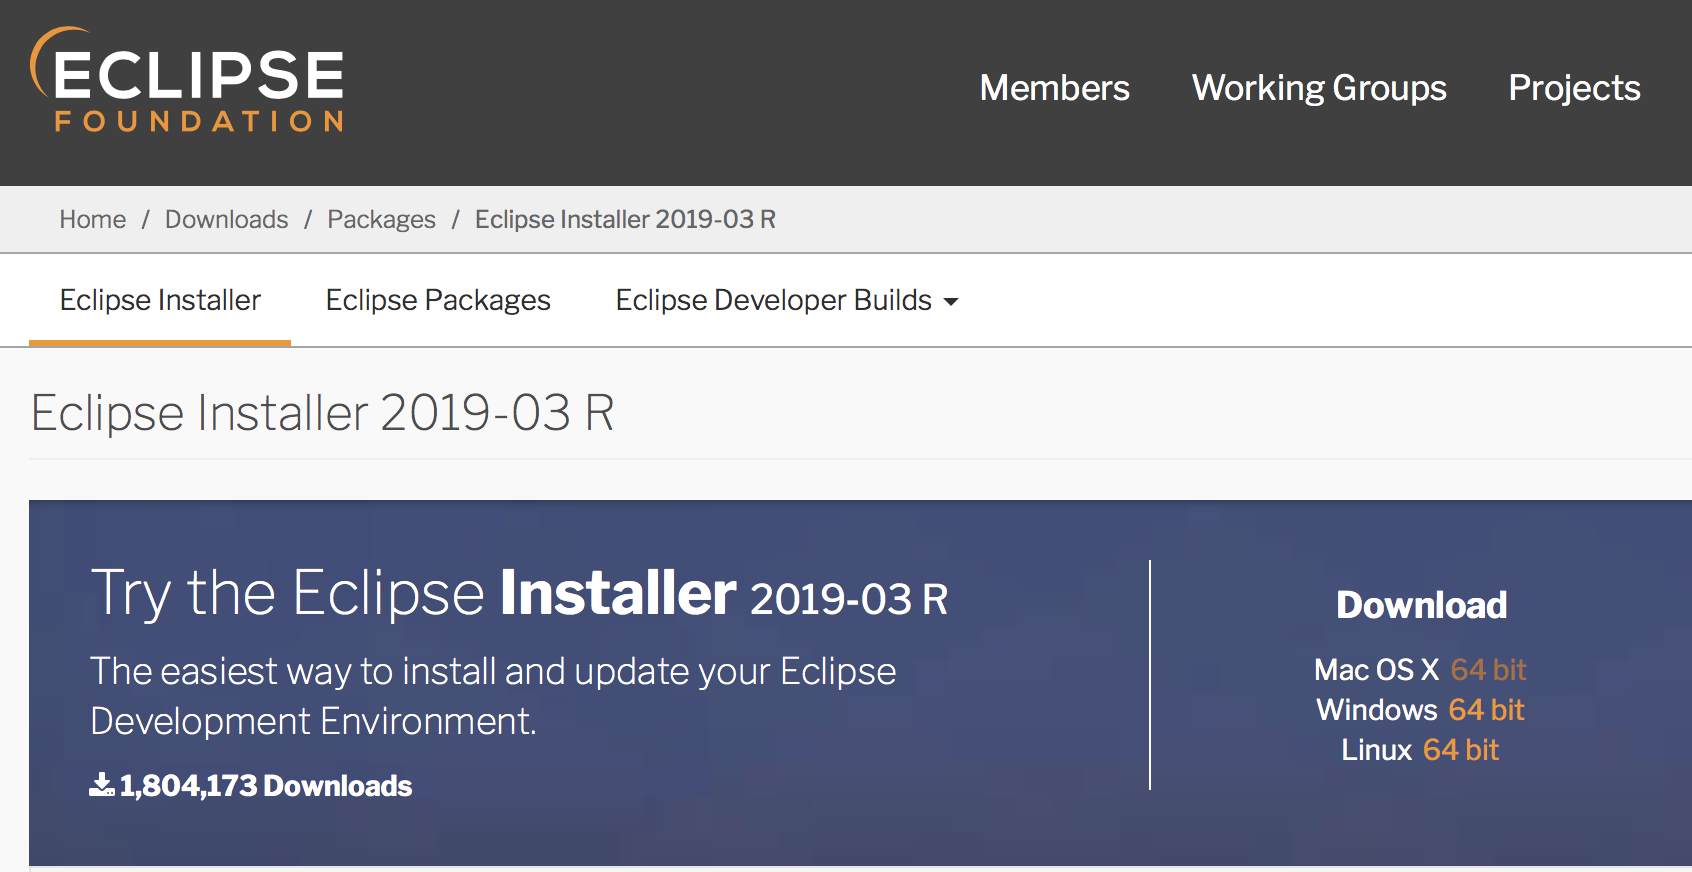 ECLIPSE
FOUNDATION
Members Working Groups Projects
Home / Downloads / Packages / Eclipse Installer 2019-03 R
Eclipse Installer Eclipse Packages Eclipse Developer Builds
Eclipse Installer 2019-03 R
Try the Eclipse Installer 2019-03 R
The easiest way to install and update your Eclipse
Development Environment.
1,804,173 Downloads
Download
Mac OS X 64 bit
Windows 64 bit
Linux 64 bit